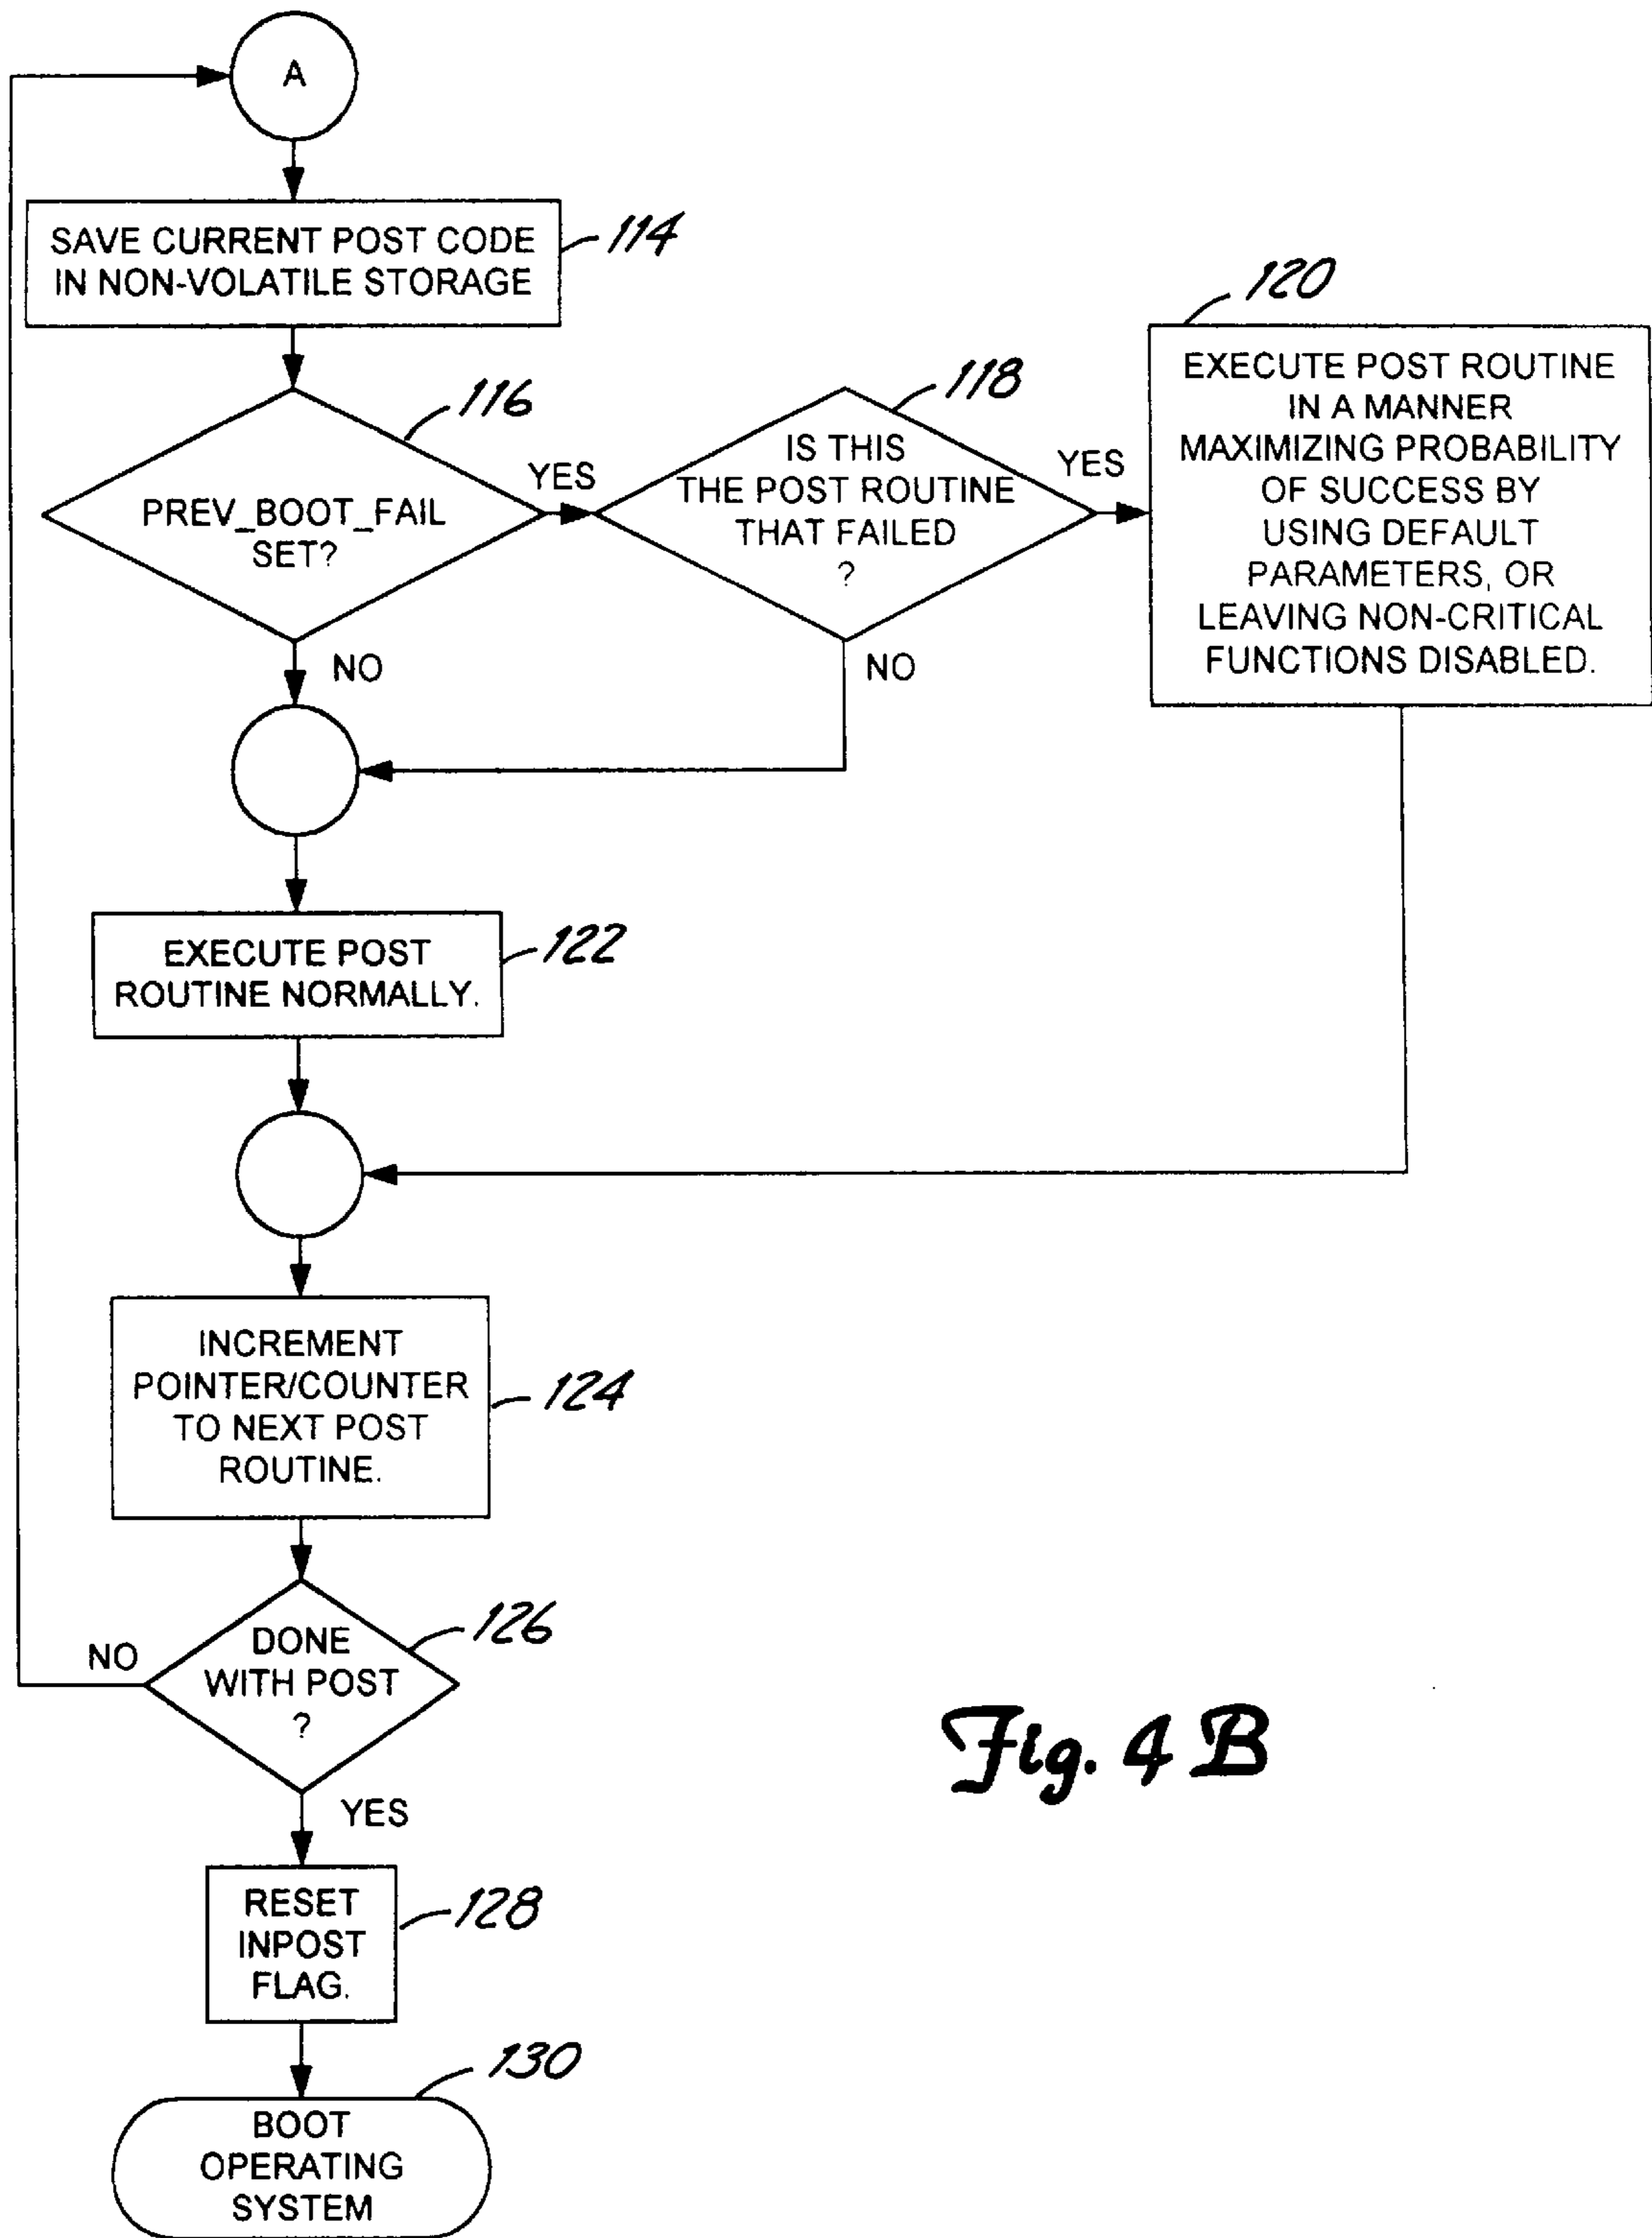 A
SAVE CURRENT POST CODE
IN NON-VOLATILE STORAGE
114
PREV_BOOT_FAIL
SET?
116
YES
NO
IS THIS
THE POST ROUTINE
THAT FAILED
?
118
YES
NO
120
EXECUTE POST ROUTINE
IN A MANNER
MAXIMIZING PROBABILITY
OF SUCCESS BY
USING DEFAULT
PARAMETERS, OR
LEAVING NON-CRITICAL
FUNCTIONS DISABLED.
EXECUTE POST
ROUTINE NORMALLY.
122
INCREMENT
POINTER/COUNTER
TO NEXT POST
ROUTINE.
124
DONE
WITH POST
?
126
NO
YES
RESET
INPOST
FLAG.
128
BOOT
OPERATING
SYSTEM
130
Fig. 4 B